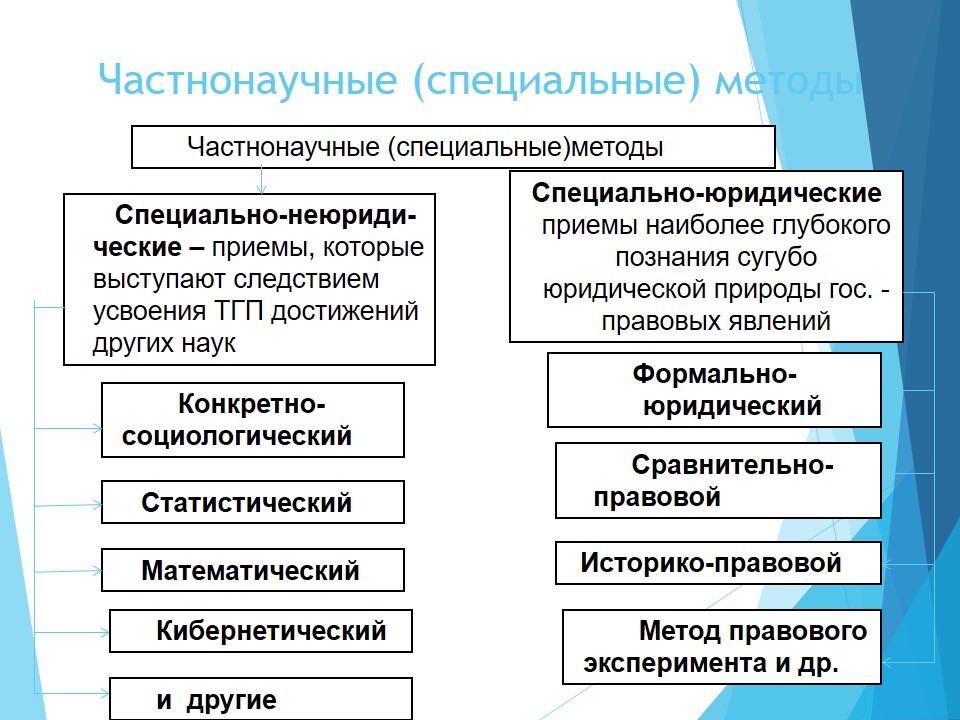 Частнонаучные (специальные) методы
Частнонаучные (специальные)методы
Специально-неюриди-
ческие – приемы, которые
выступают следствием
усвоения ТГП достижений
других наук
Конкретно-
социологический
Статистический
Математический
Кибернетический
и другие
Специально-юридические
приемы наиболее глубокого
познания сугубо
юридической природы гос. -
правовых явлений
Формально-
юридический
Сравнительно-
правовой
Историко-правовой
Метод правового
эксперимента и др.